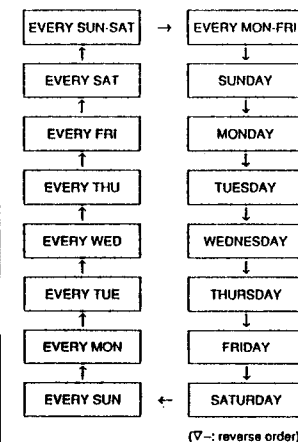 EVERY SUN-SAT → EVERY MON-FRI
EVERY SAT SUNDAY
EVERY FRI MONDAY
EVERY THU TUESDAY
EVERY WED WEDNESDAY
EVERY TUE THURSDAY
EVERY MON FRIDAY
EVERY SUN ← SATURDAY
(∇–: reverse order)